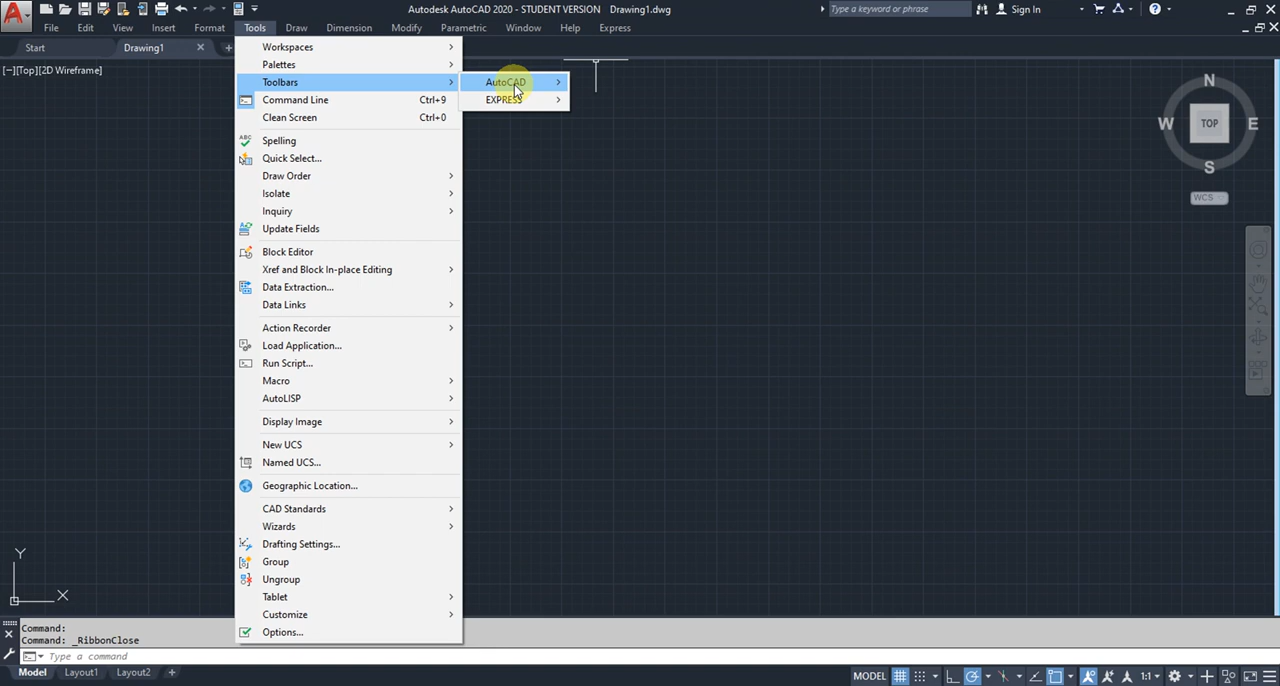 Autodesk AutoCAD 2020 - STUDENT VERSION Drawing1.dwg
Type a keyword or phrase
Sign In
File Edit View Insert Format Tools Draw Dimension Modify Parametric Window Help Express
Start Drawing1
[−][Top][2D Wireframe]
Workspaces
Palettes
Toolbars
Command Line Ctrl+9
Clean Screen Ctrl+0
Spelling
Quick Select...
Draw Order
Isolate
Inquiry
Update Fields
Block Editor
Xref and Block In-place Editing
Data Extraction...
Data Links
Action Recorder
Load Application...
Run Script...
Macro
AutoLISP
Display Image
New UCS
Named UCS...
Geographic Location...
CAD Standards
Wizards
Drafting Settings...
Group
Ungroup
Tablet
Customize
Options...
AutoCAD
EXPRESS
N
W TOP E
S
WCS
Y
X
Command:
Command: _RibbonClose
Type a command
Model Layout1 Layout2
MODEL
1:1